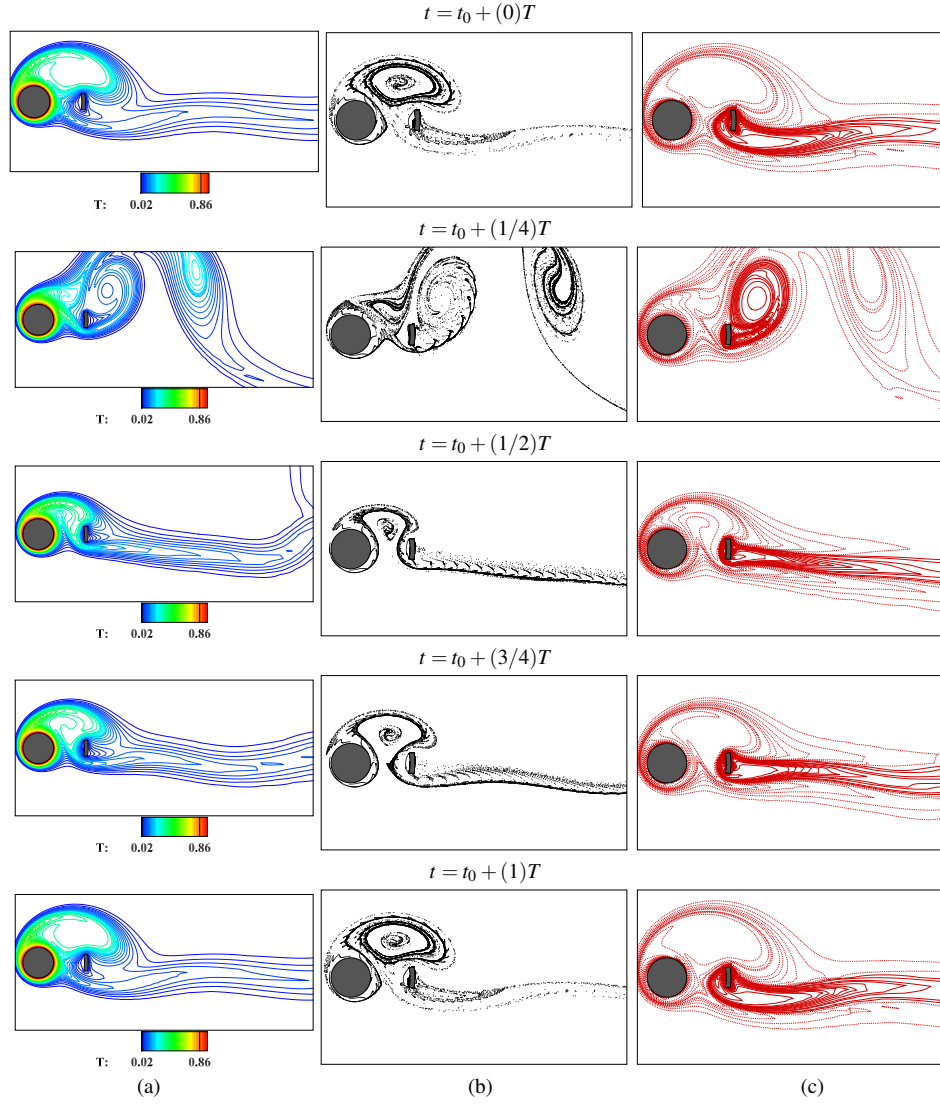 t = t₀ + (0)T
T: 0.02 0.86
t = t₀ + (1/4)T
T: 0.02 0.86
t = t₀ + (1/2)T
T: 0.02 0.86
t = t₀ + (3/4)T
T: 0.02 0.86
t = t₀ + (1)T
T: 0.02 0.86
(a) (b) (c)